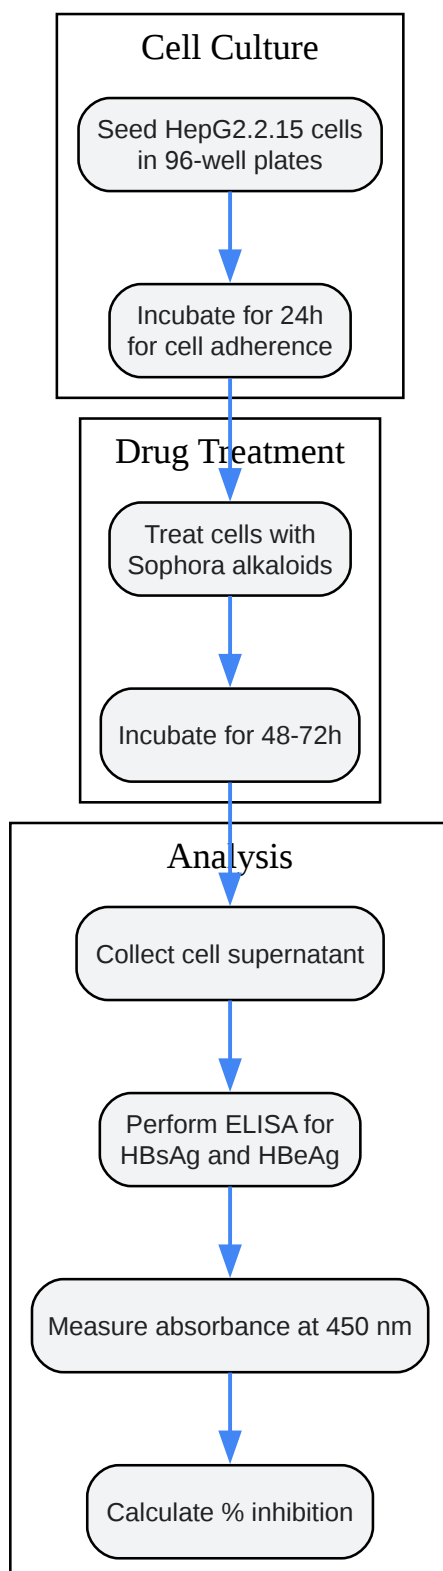 Cell Culture
Seed HepG2.2.15 cells
in 96-well plates
Incubate for 24h
for cell adherence
Drug Treatment
Treat cells with
Sophora alkaloids
Incubate for 48-72h
Analysis
Collect cell supernatant
Perform ELISA for
HBsAg and HBeAg
Measure absorbance at 450 nm
Calculate % inhibition